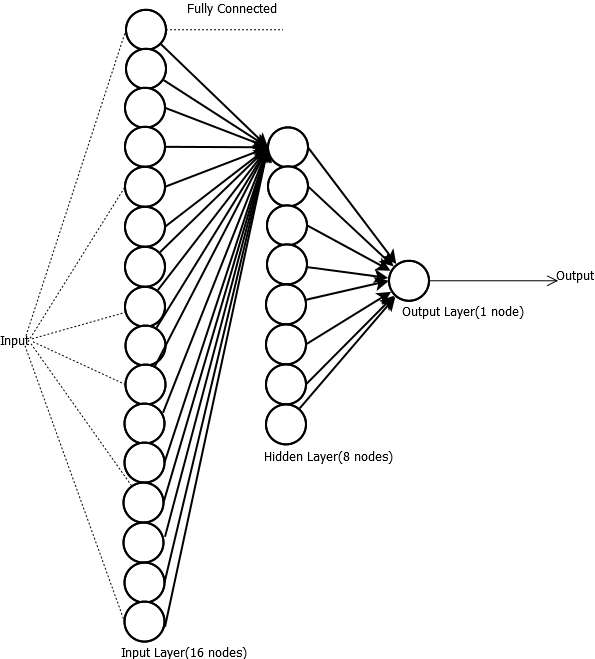 Fully Connected
Input
Output
Output Layer(1 node)
Hidden Layer(8 nodes)
Input Layer(16 nodes)